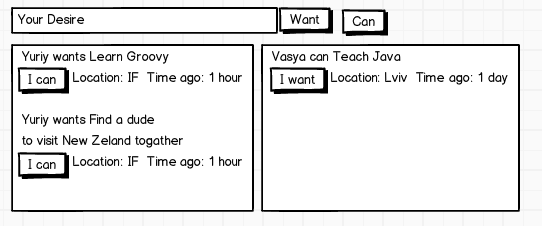 Your Desire Want Can
Yuriy wants Learn Groovy
I can Location: IF Time ago: 1 hour
Yuriy wants Find a dude
to visit New Zeland togather
I can Location: IF Time ago: 1 hour
Vasya can Teach Java
I want Location: Lviv Time ago: 1 day